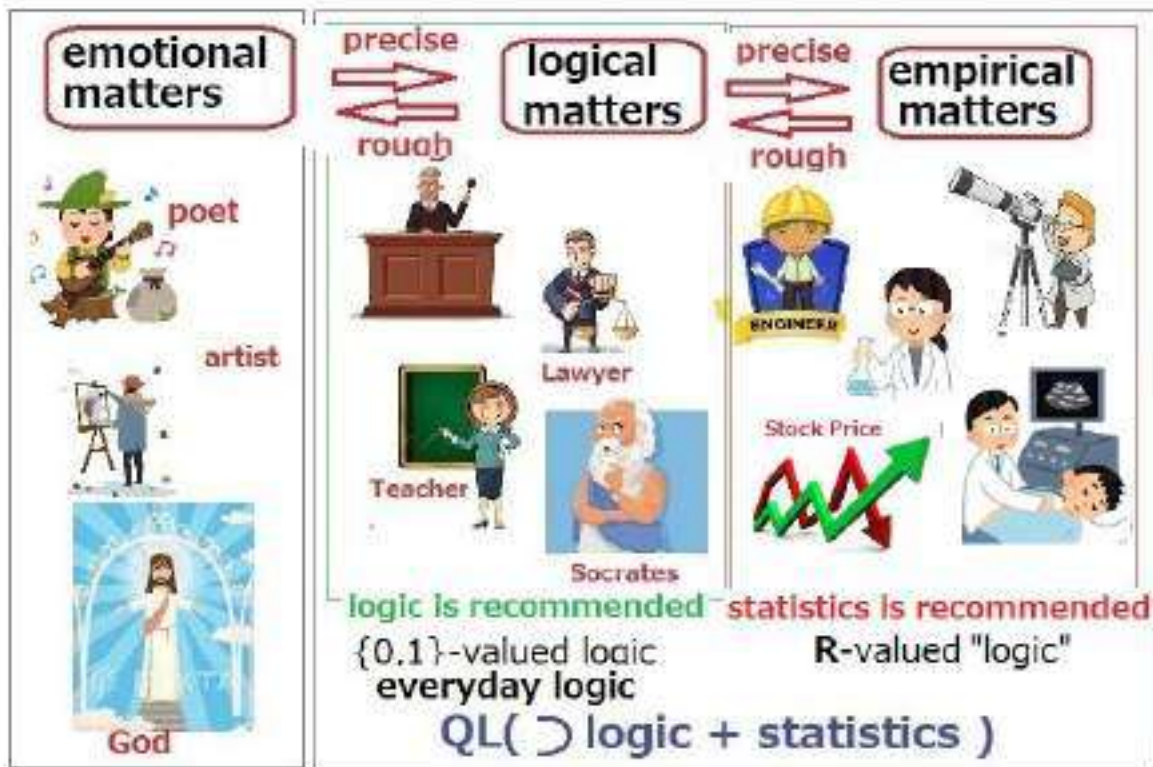 emotional
matters
precise
rough
logical
matters
precise
rough
empirical
matters
poet
artist
God
Lawyer
Teacher
Socrates
ENGINEER
Stock Price
logic is recommended
{0,1}-valued logic
everyday logic
statistics is recommended
R-valued "logic"
QL( ⊃ logic + statistics )